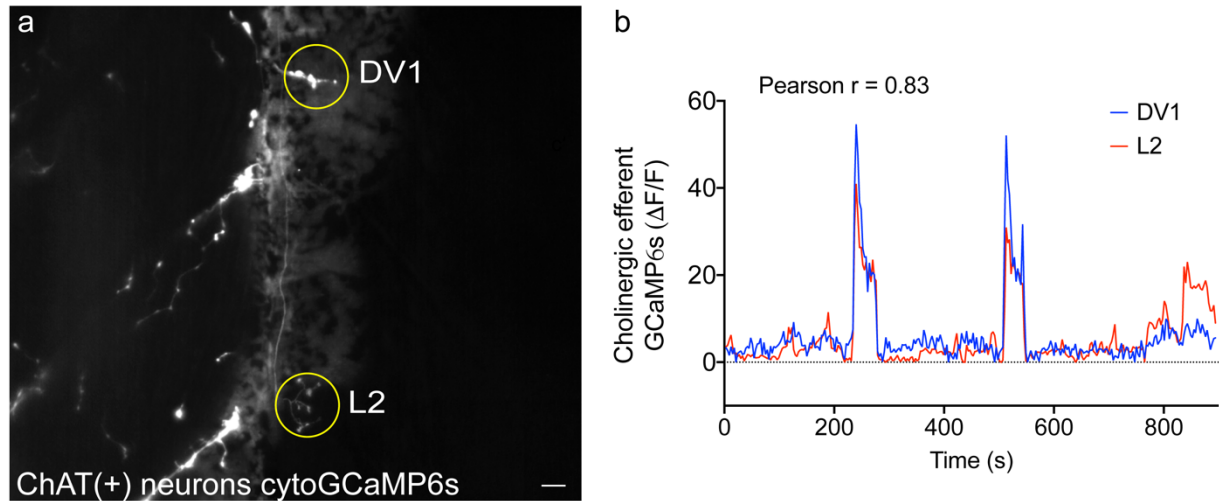 a
DV1
L2
ChAT(+) neurons cytoGCaMP6s
b
Pearson r = 0.83
DV1
L2
Cholinergic efferent
GCaMP6s (ΔF/F)
60
40
20
0
0
200
400
600
800
Time (s)